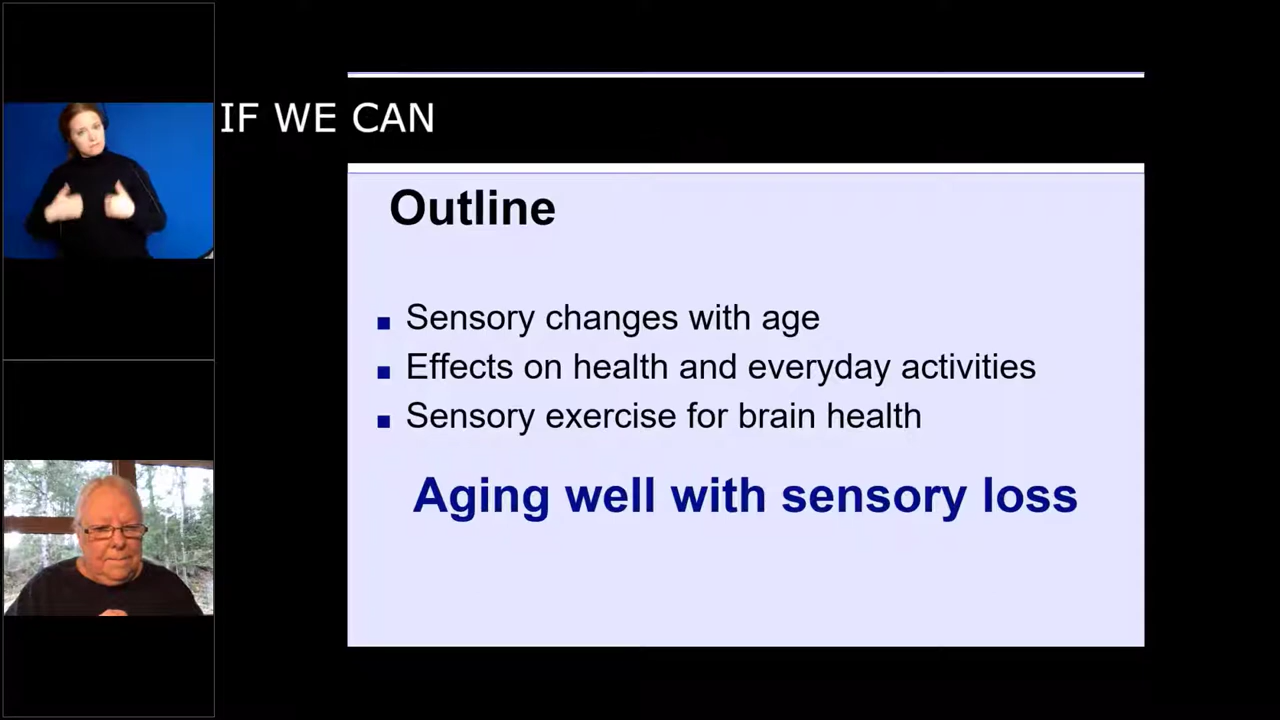 IF WE CAN
Outline
Sensory changes with age
Effects on health and everyday activities
Sensory exercise for brain health
Aging well with sensory loss